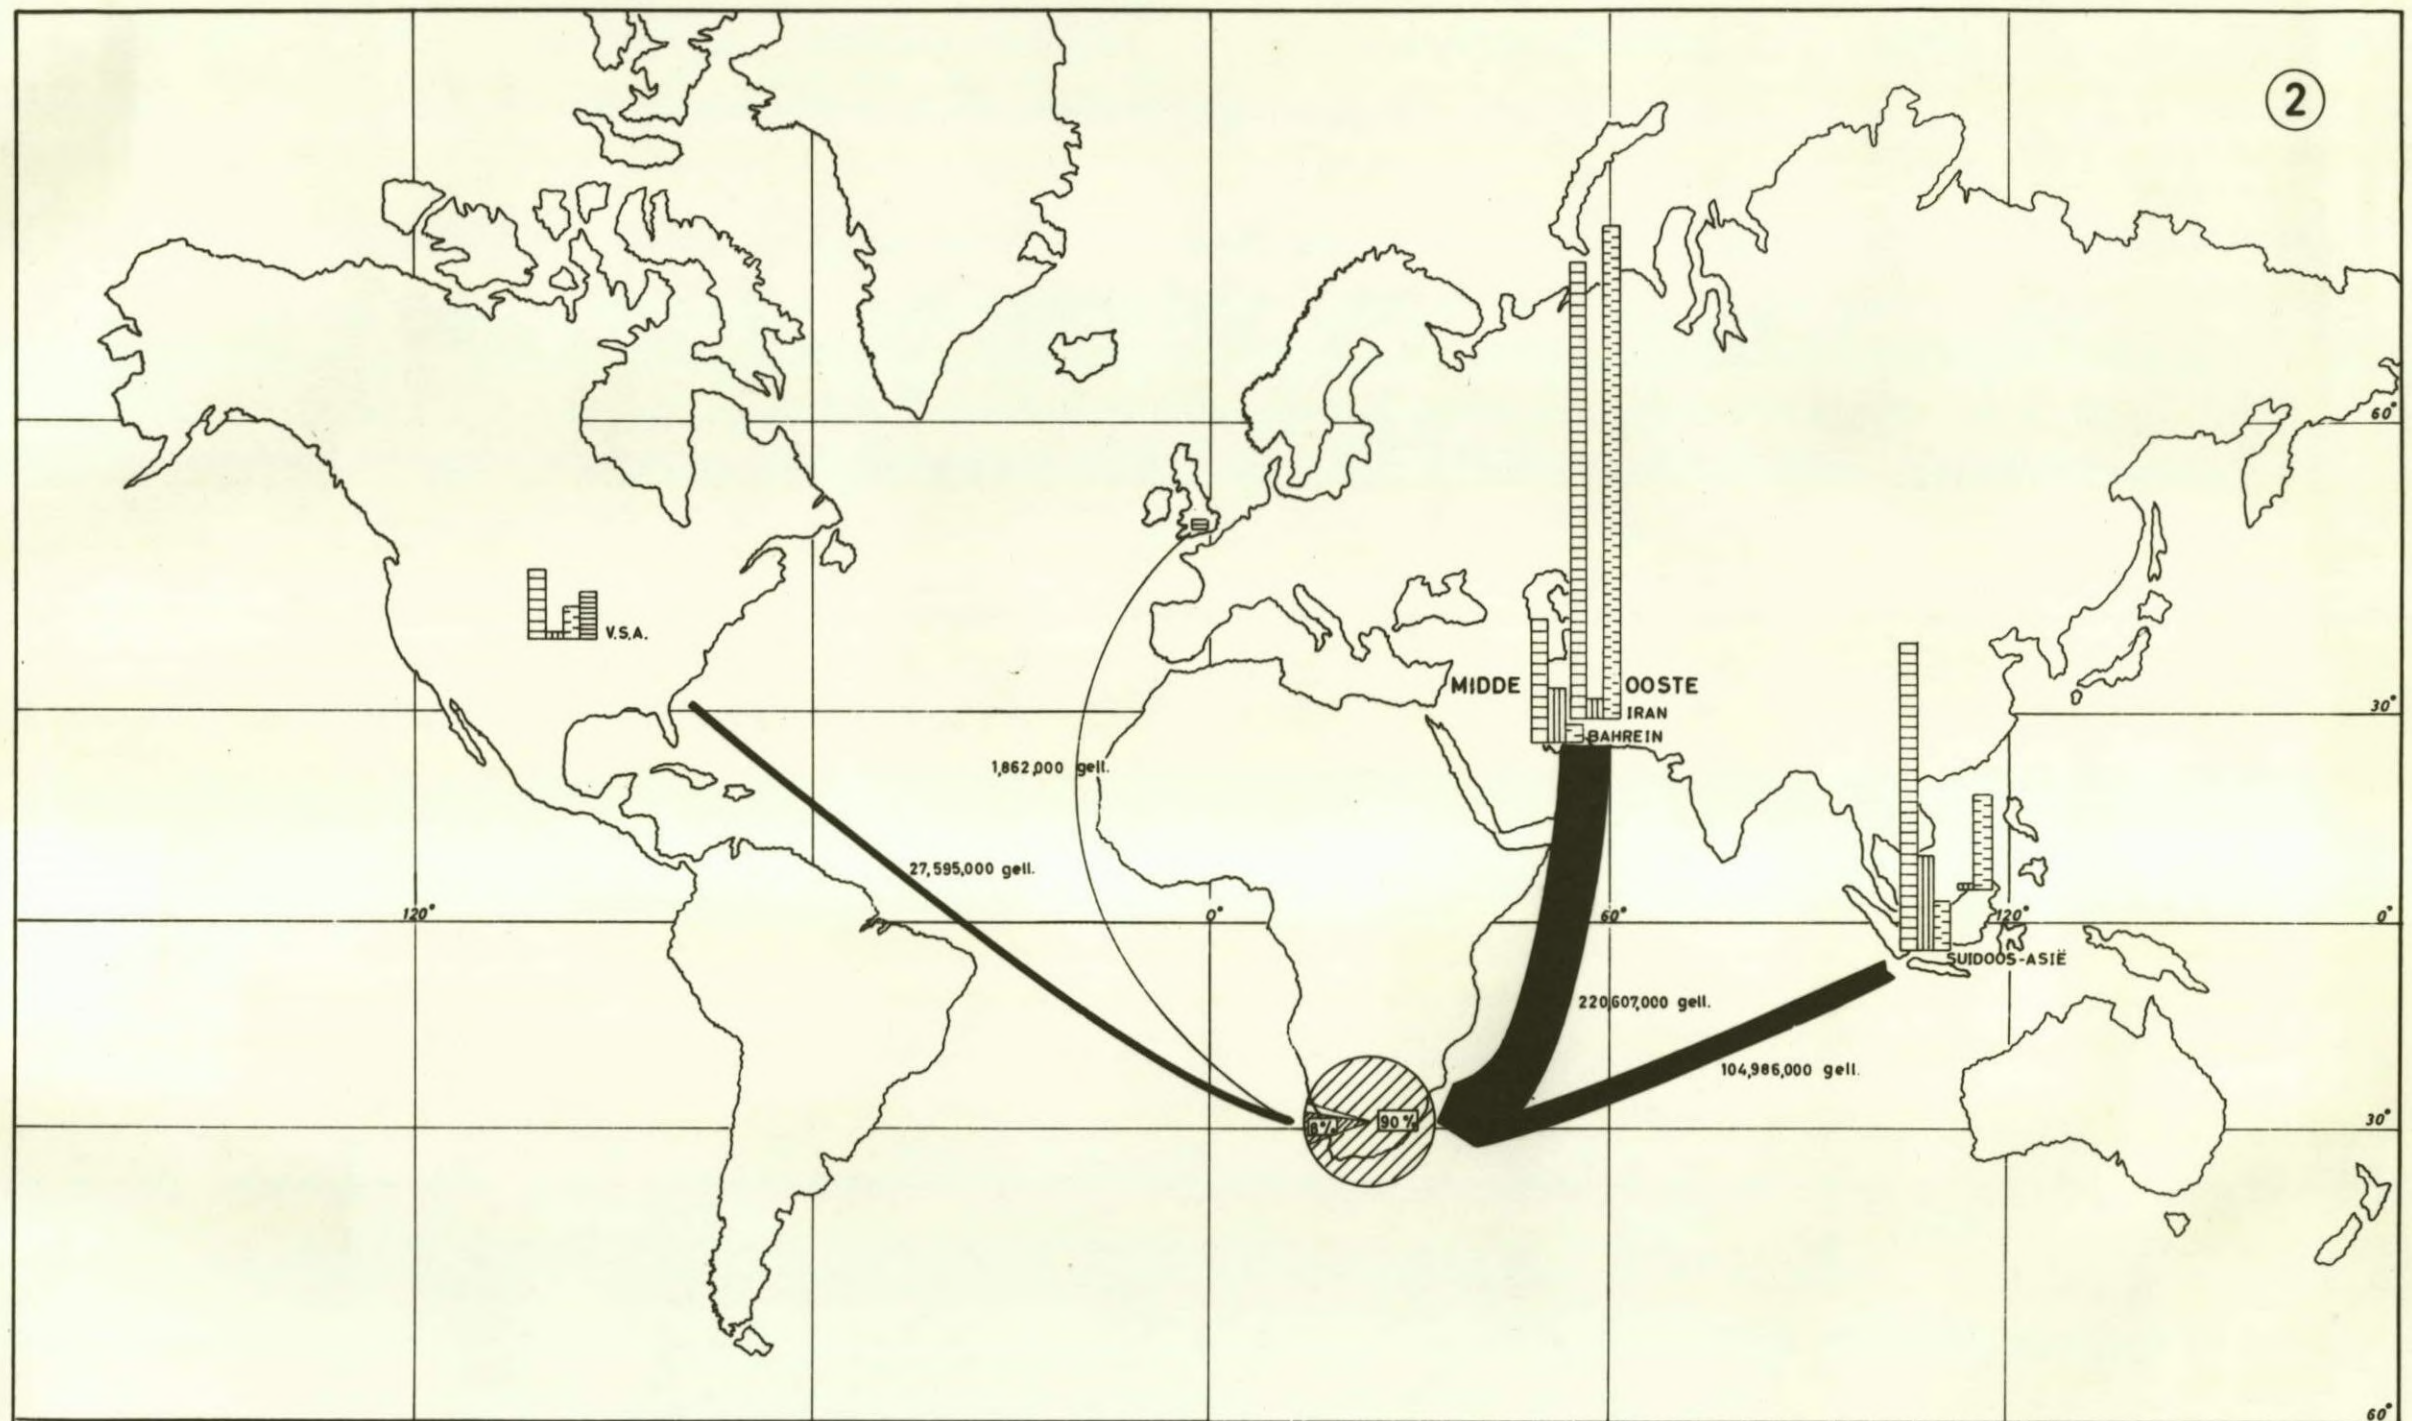 2
60°
V.S.A.
MIDDE OOSTE
30°
IRAN
BAHREIN
1,862,000 gell.
27,595,000 gell.
120°
0°
60°
120°
0°
SUIDOOS-ASIË
220,607,000 gell.
104,986,000 gell.
90 %
8%
30°
60°